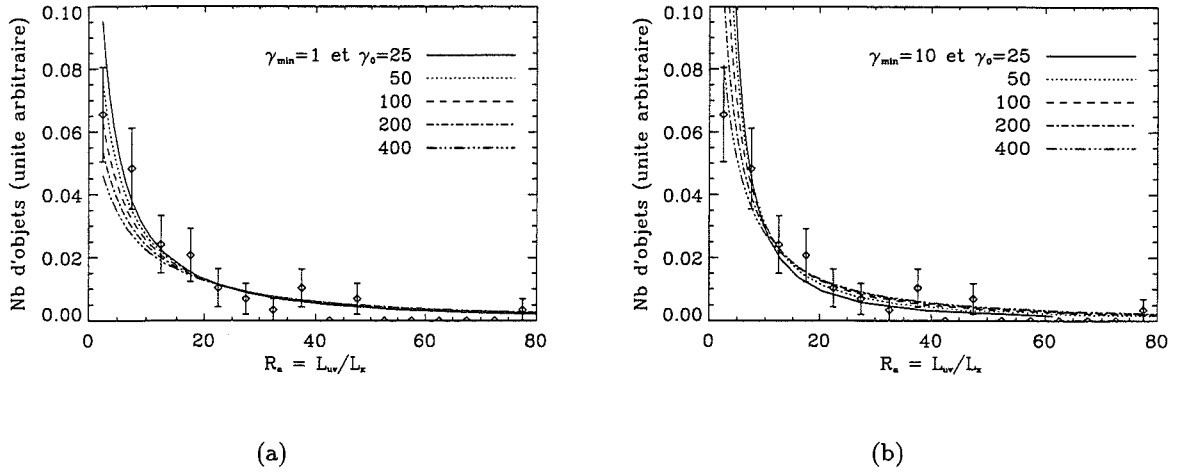 0.10
0.08
0.06
0.04
0.02
0.00
Nb d'objets (unite arbitraire)
γmin=1 et γ0=25
50
100
200
400
0 20 40 60 80
Ra = Luv/Lx
(a)
0.10
0.08
0.06
0.04
0.02
0.00
Nb d'objets (unite arbitraire)
γmin=10 et γ0=25
50
100
200
400
0 20 40 60 80
Ra = Luv/Lx
(b)